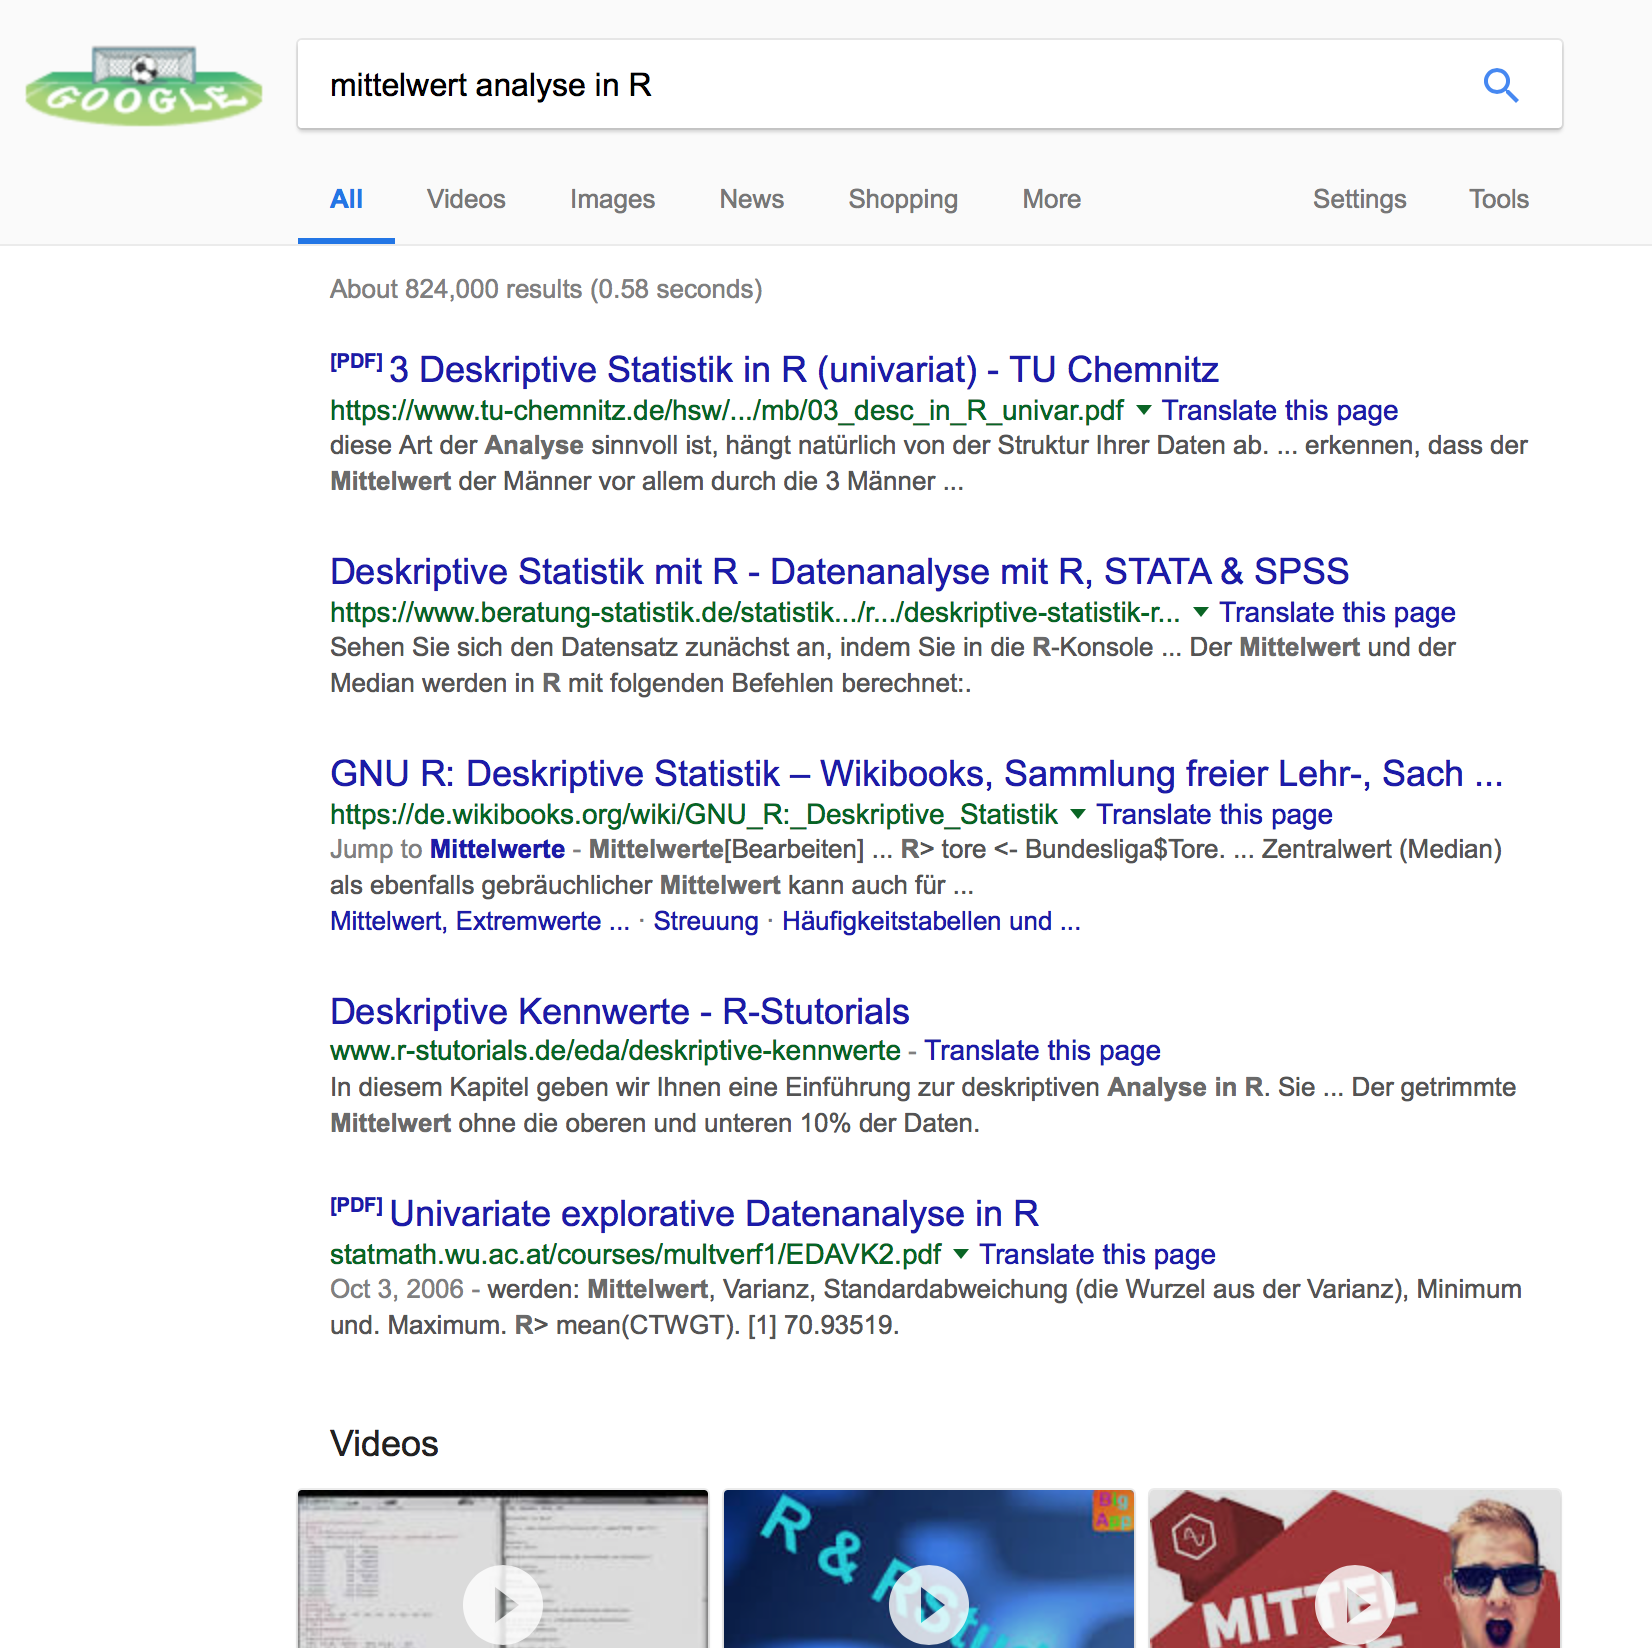 GOOGLE
mittelwert analyse in R
All Videos Images News Shopping More Settings Tools
About 824,000 results (0.58 seconds)
[PDF] 3 Deskriptive Statistik in R (univariat) - TU Chemnitz
https://www.tu-chemnitz.de/hsw/.../mb/03_desc_in_R_univar.pdf ▼ Translate this page
diese Art der Analyse sinnvoll ist, hängt natürlich von der Struktur Ihrer Daten ab. ... erkennen, dass der
Mittelwert der Männer vor allem durch die 3 Männer ...
Deskriptive Statistik mit R - Datenanalyse mit R, STATA & SPSS
https://www.beratung-statistik.de/statistik.../r.../deskriptive-statistik-r... ▼ Translate this page
Sehen Sie sich den Datensatz zunächst an, indem Sie in die R-Konsole ... Der Mittelwert und der
Median werden in R mit folgenden Befehlen berechnet:.
GNU R: Deskriptive Statistik – Wikibooks, Sammlung freier Lehr-, Sach ...
https://de.wikibooks.org/wiki/GNU_R:_Deskriptive_Statistik ▼ Translate this page
Jump to Mittelwerte - Mittelwerte[Bearbeiten] ... R> tore <- Bundesliga$Tore. ... Zentralwert (Median)
als ebenfalls gebräuchlicher Mittelwert kann auch für ...
Mittelwert, Extremwerte ... · Streuung · Häufigkeitstabellen und ...
Deskriptive Kennwerte - R-Stutorials
www.r-stutorials.de/eda/deskriptive-kennwerte - Translate this page
In diesem Kapitel geben wir Ihnen eine Einführung zur deskriptiven Analyse in R. Sie ... Der getrimmte
Mittelwert ohne die oberen und unteren 10% der Daten.
[PDF] Univariate explorative Datenanalyse in R
statmath.wu.ac.at/courses/multverf1/EDAVK2.pdf ▼ Translate this page
Oct 3, 2006 - werden: Mittelwert, Varianz, Standardabweichung (die Wurzel aus der Varianz), Minimum
und. Maximum. R> mean(CTWGT). [1] 70.93519.
Videos
R & RStu
Big
App
MITTEL